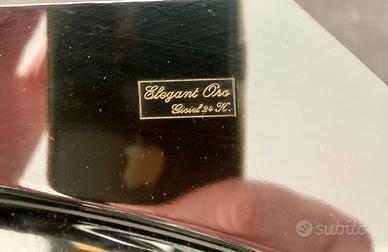 Elegant Oro
Gioiel 24 K.
subito